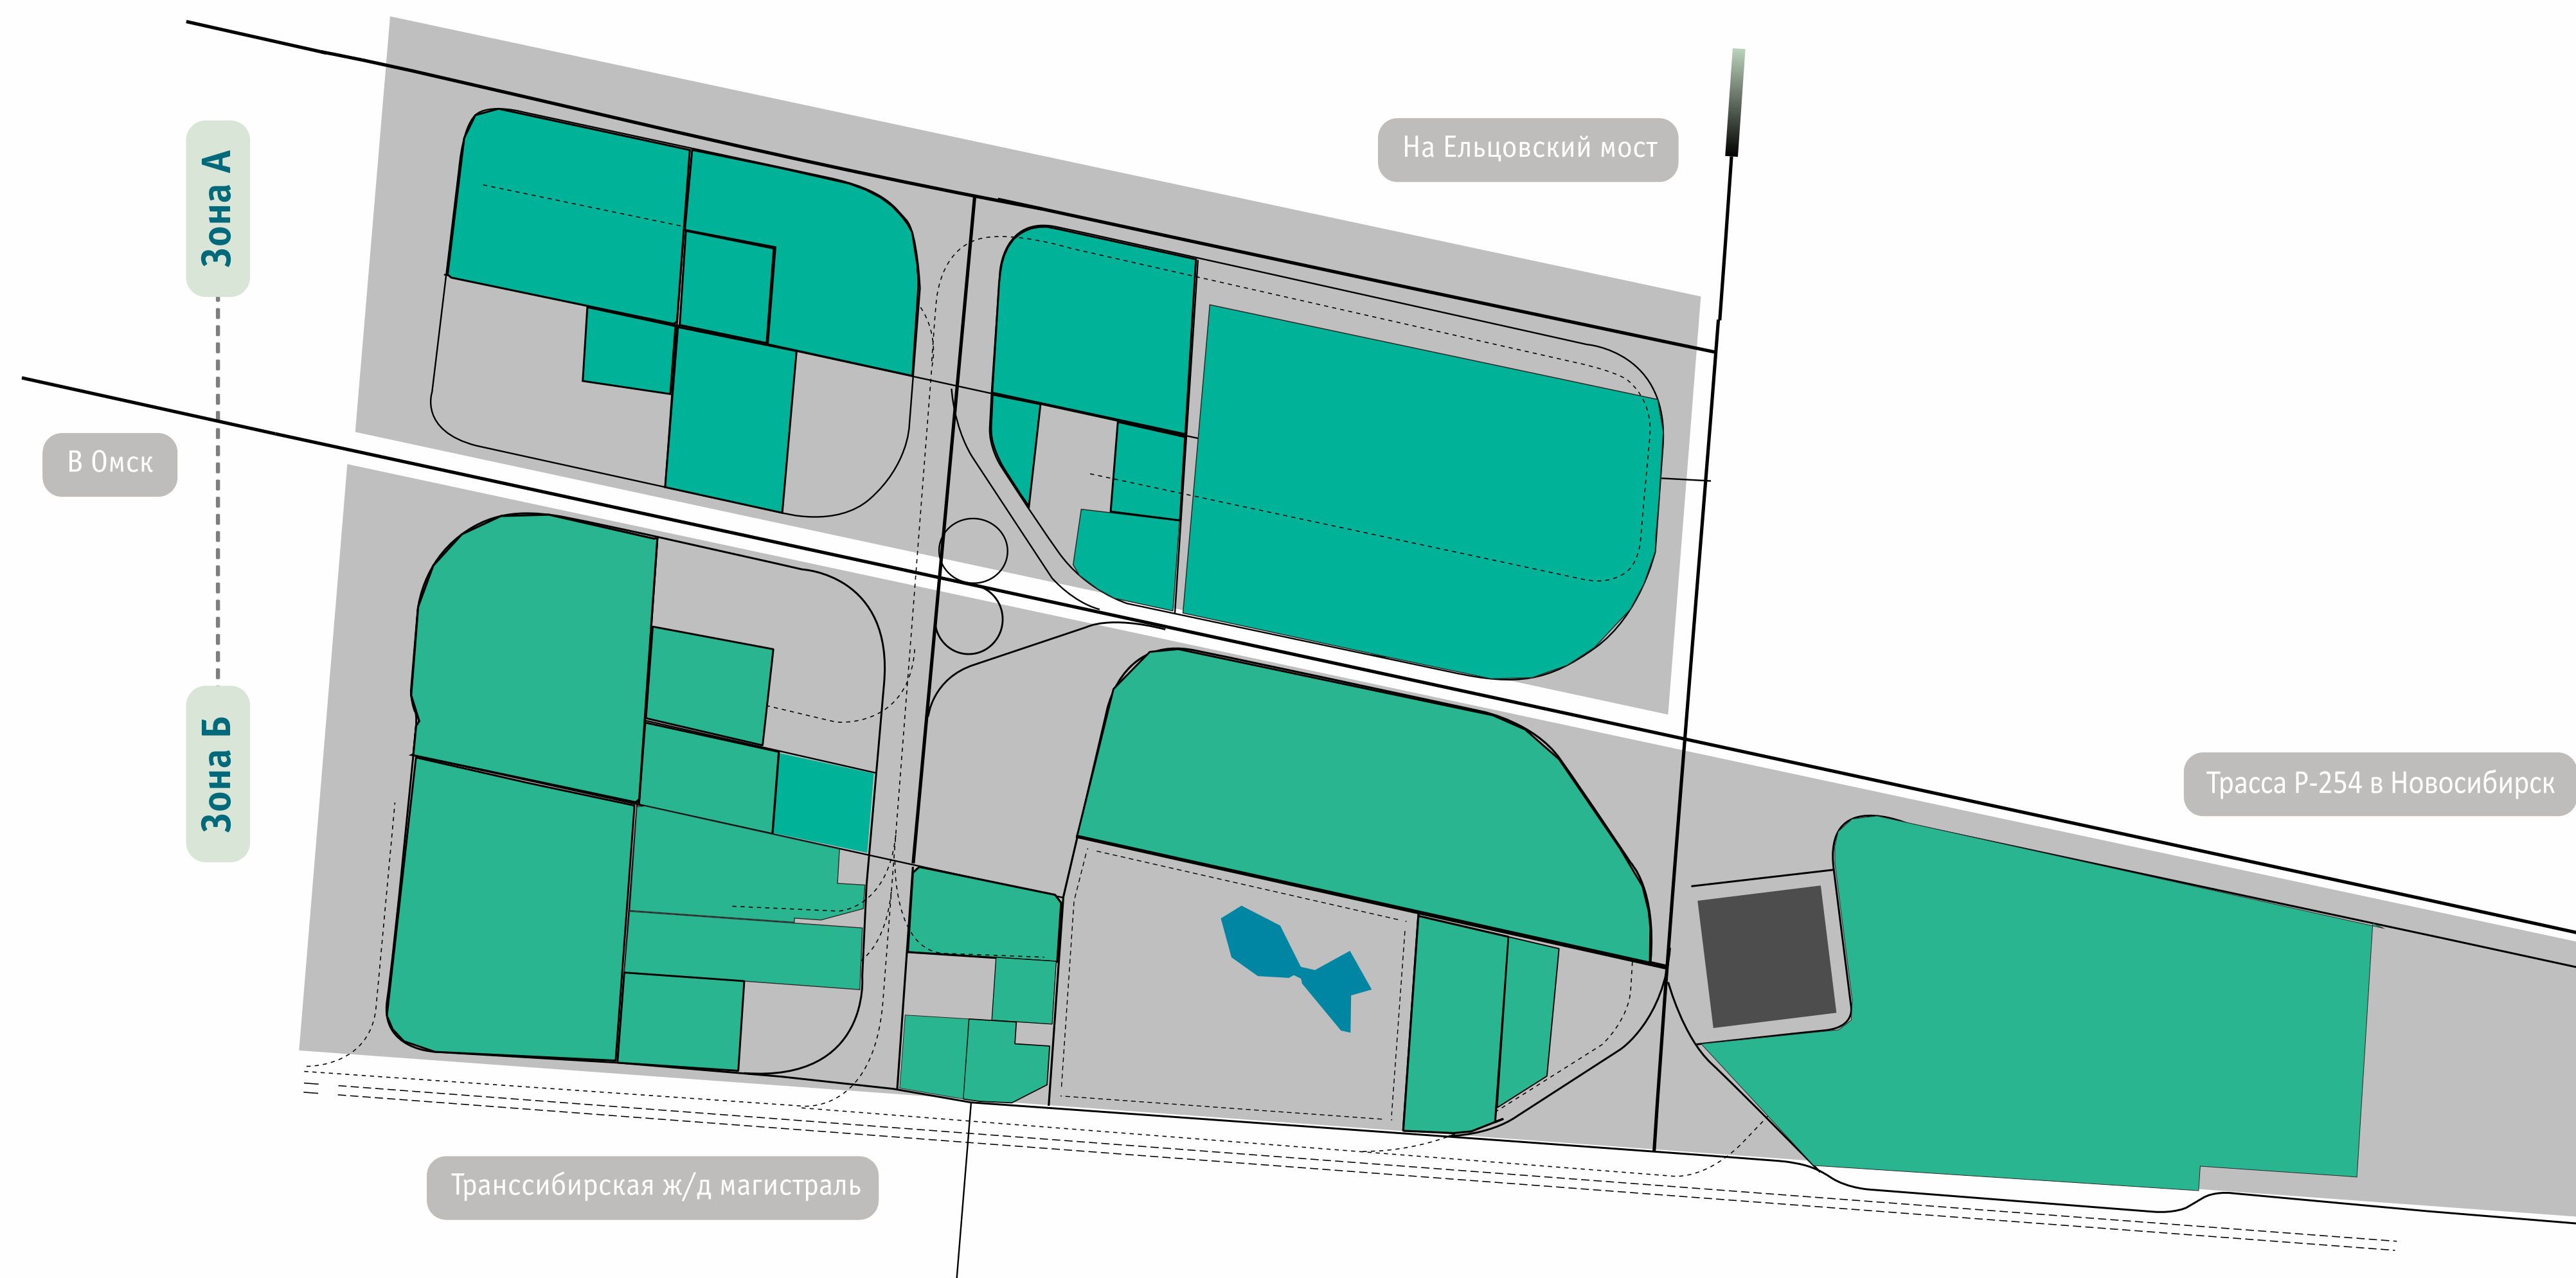 На Ельцовский мост
Зона А
В Омск
Зона Б
Трасса Р-254 в Новосибирск
Транссибирская ж/д магистраль